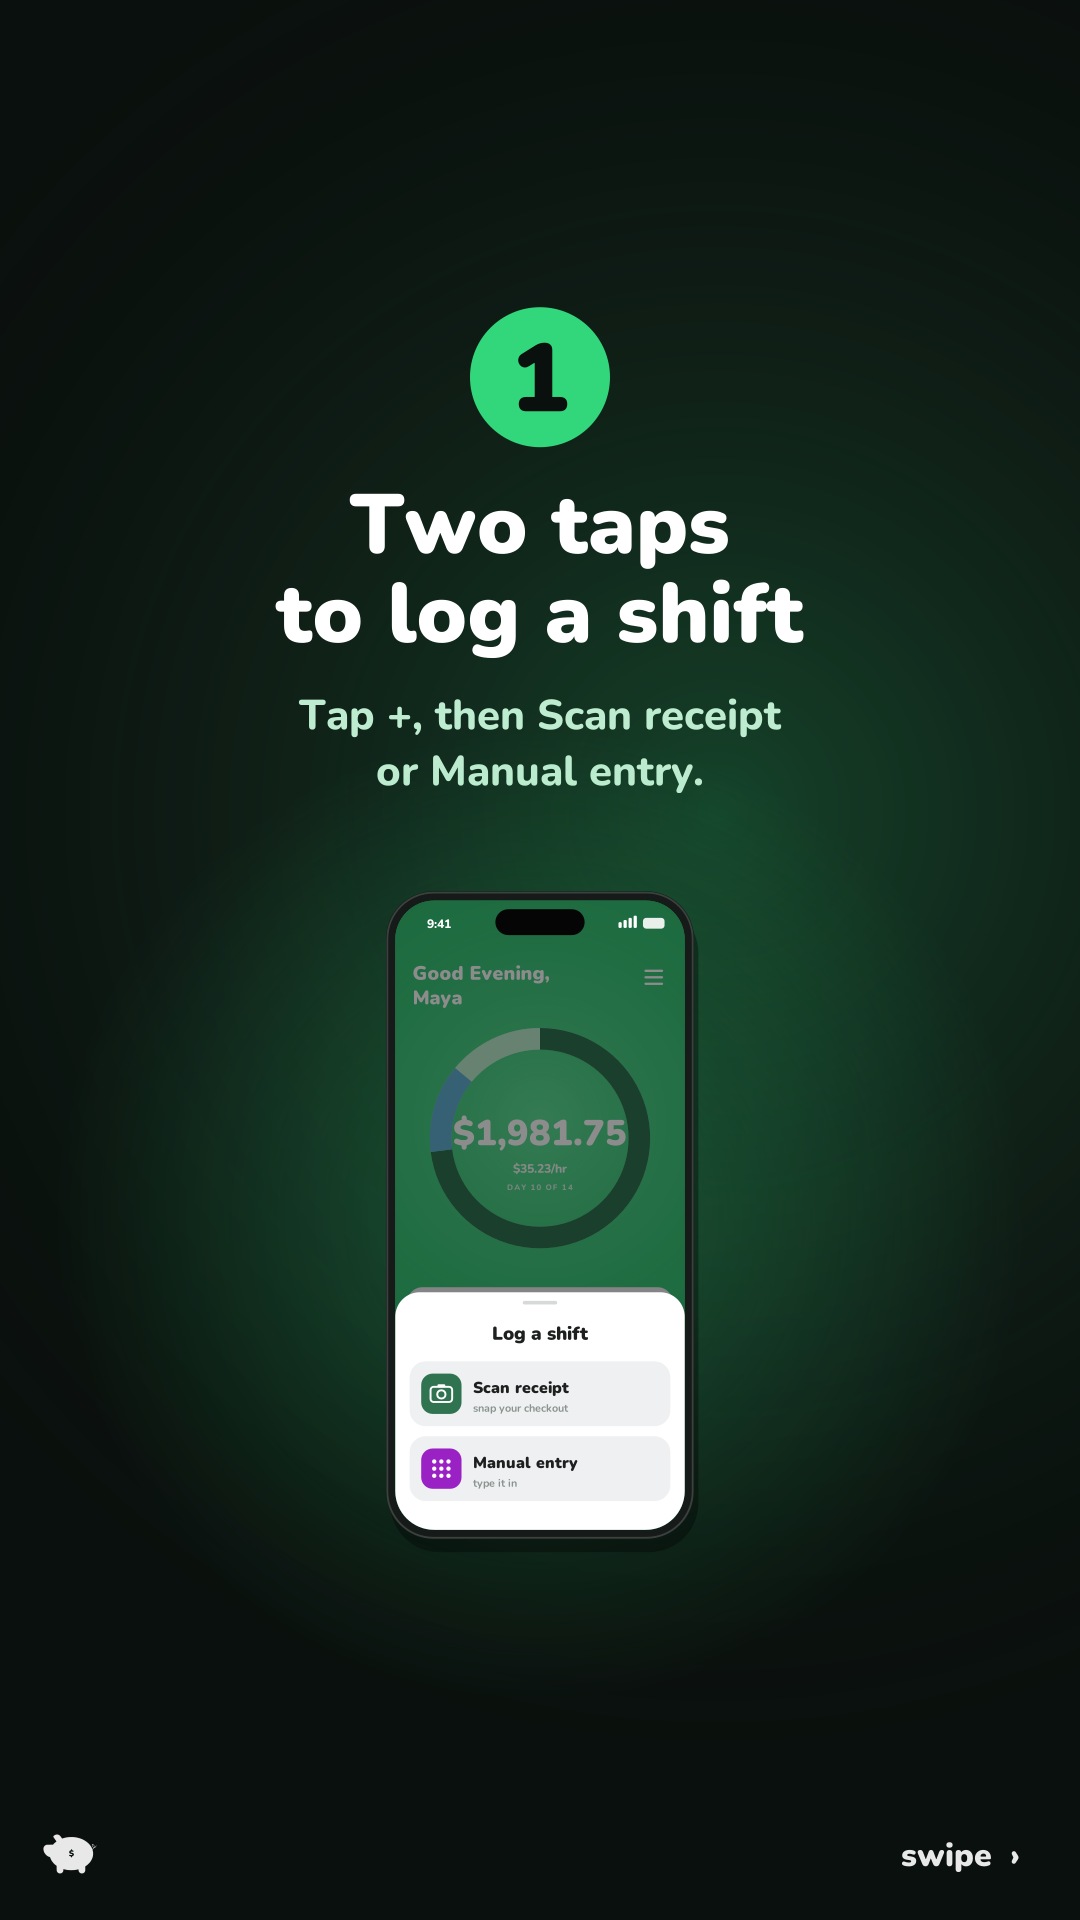 1
Two taps
to log a shift
Tap +, then Scan receipt
or Manual entry.
9:41
Good Evening,
Maya
$1,981.75
$35.23/hr
DAY 10 OF 14
Log a shift
Scan receipt
snap your checkout
Manual entry
type it in
$
swipe ›